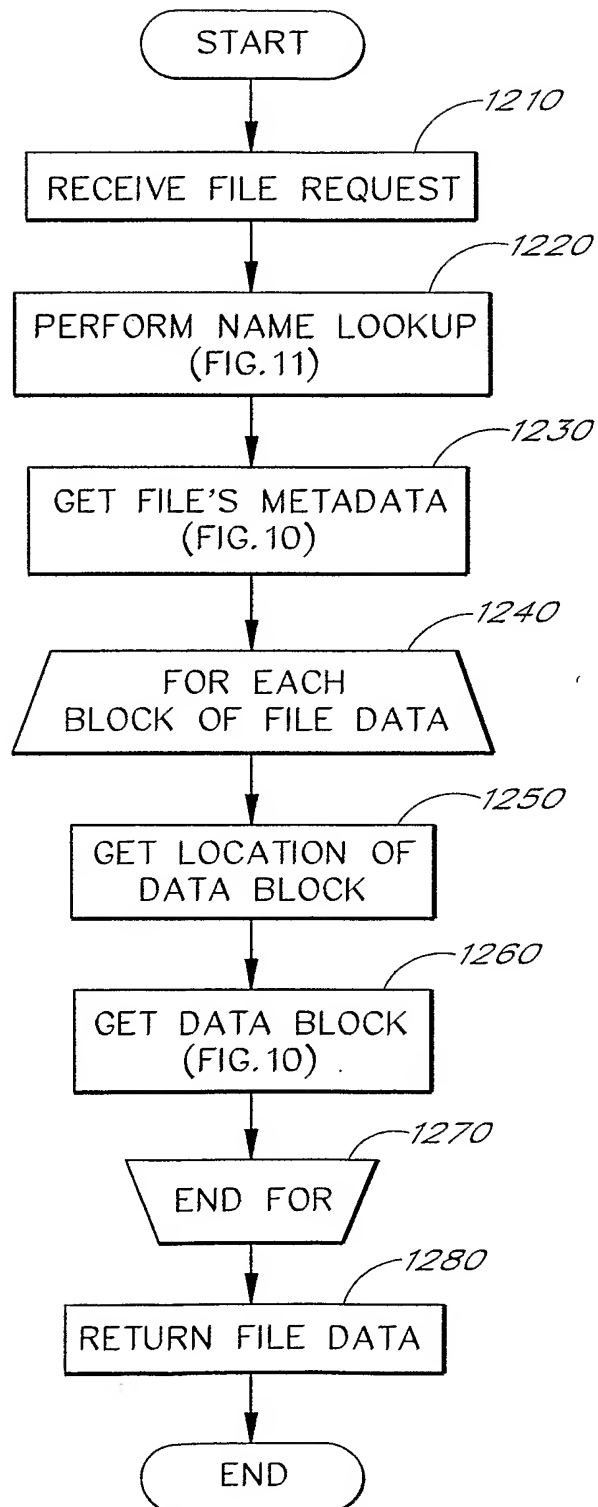 START
1210
RECEIVE FILE REQUEST
1220
PERFORM NAME LOOKUP
(FIG.11)
1230
GET FILE'S METADATA
(FIG.10)
1240
FOR EACH
BLOCK OF FILE DATA
1250
GET LOCATION OF
DATA BLOCK
1260
GET DATA BLOCK
(FIG.10)
1270
END FOR
1280
RETURN FILE DATA
END